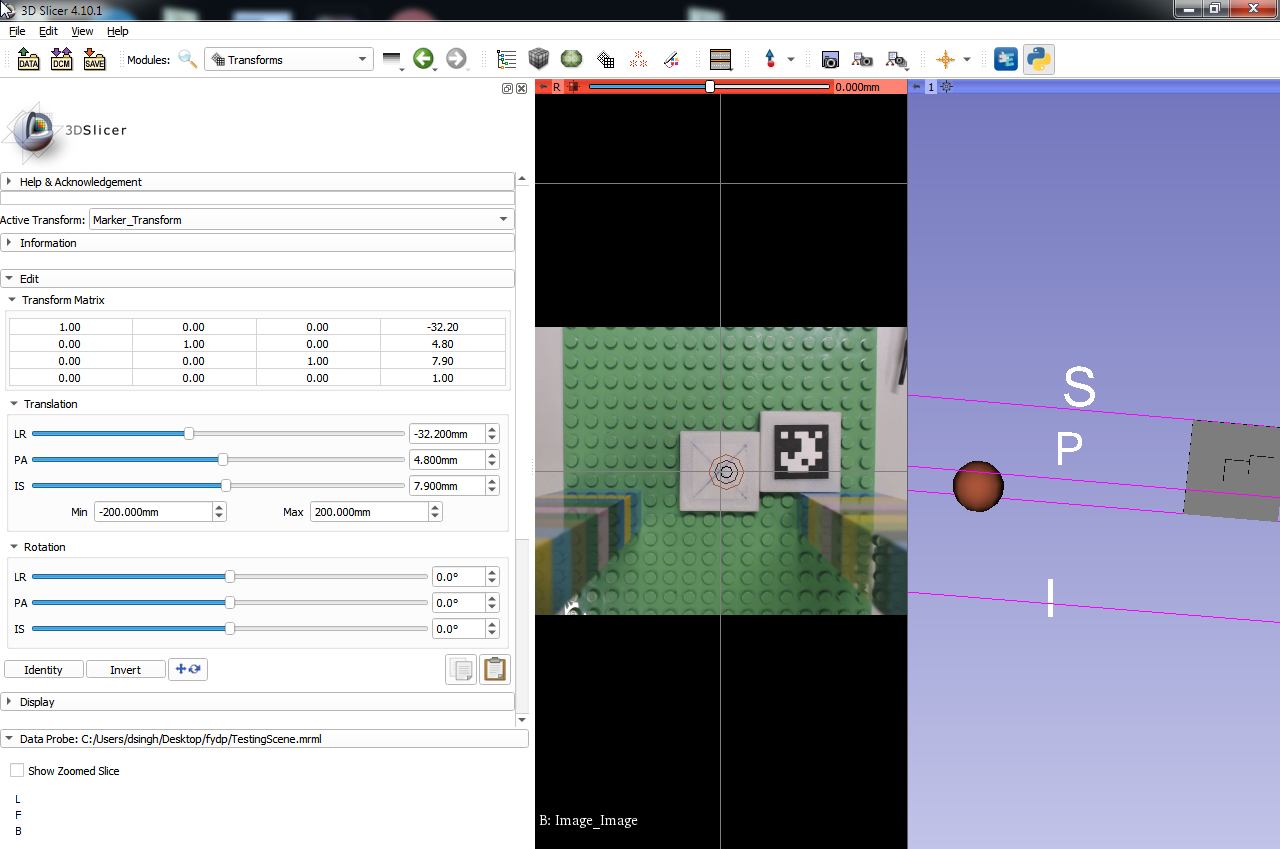 3D Slicer 4.10.1
File Edit View Help
DATA DCM SAVE Modules: Transforms
R 0.000mm 1
3DSlicer
Help & Acknowledgement
Active Transform: Marker_Transform
Information
Edit
Transform Matrix
1.00 0.00 0.00 -32.20
0.00 1.00 0.00 4.80
0.00 0.00 1.00 7.90
0.00 0.00 0.00 1.00
Translation
LR -32.200mm
PA 4.800mm
IS 7.900mm
Min -200.000mm Max 200.000mm
Rotation
LR 0.0°
PA 0.0°
IS 0.0°
Identity Invert
Display
Data Probe: C:/Users/dsingh/Desktop/fydp/TestingScene.mrml
Show Zoomed Slice
L
F
B
B: Image_Image
S
P
I